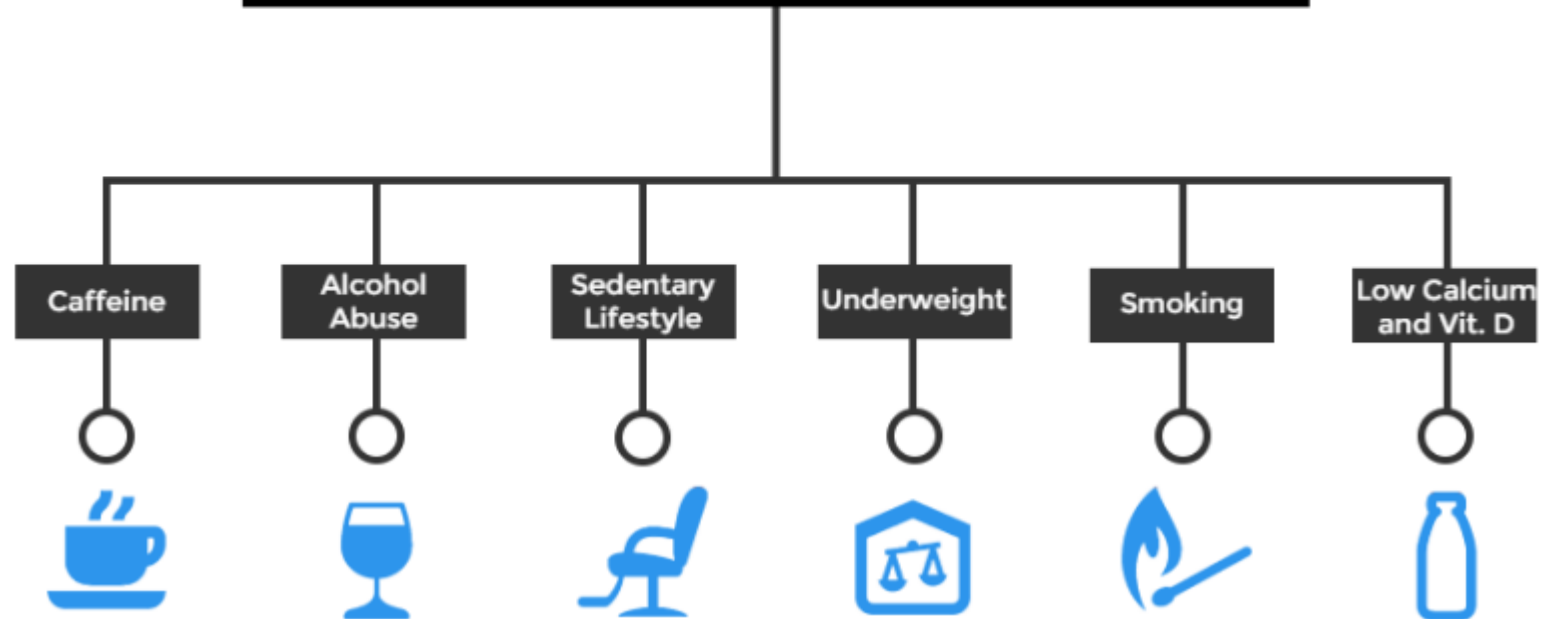 Caffeine
Alcohol
Abuse
Sedentary
Lifestyle
Underweight
Smoking
Low Calcium
and Vit. D